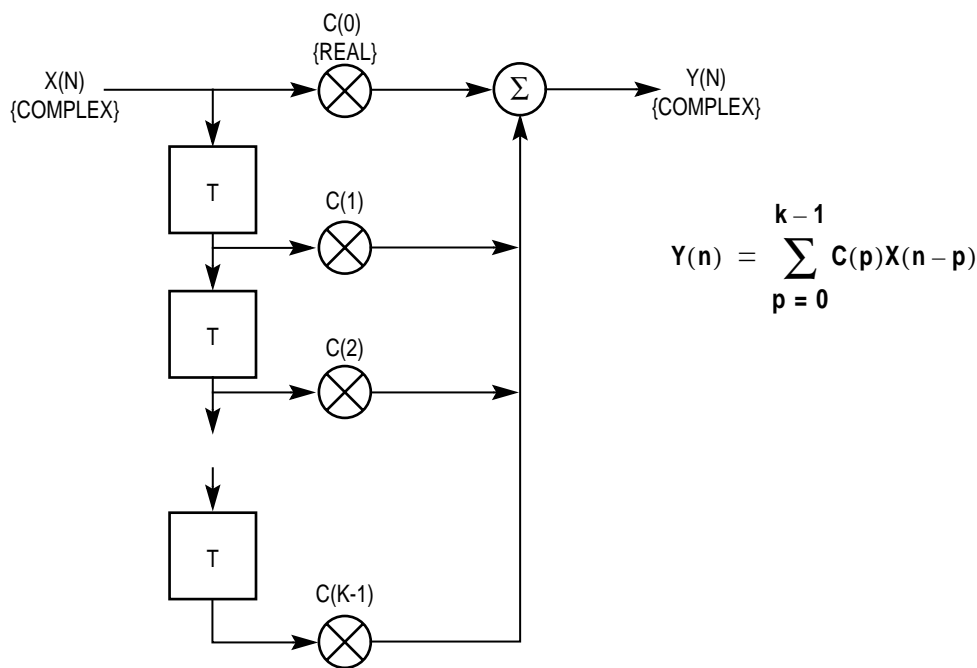 C(0)
{REAL}
X(N)
{COMPLEX}
Σ
Y(N)
{COMPLEX}
T
C(1)
k – 1
Y(n) = ∑ C(p)X(n – p)
p = 0
T
C(2)
T
C(K-1)